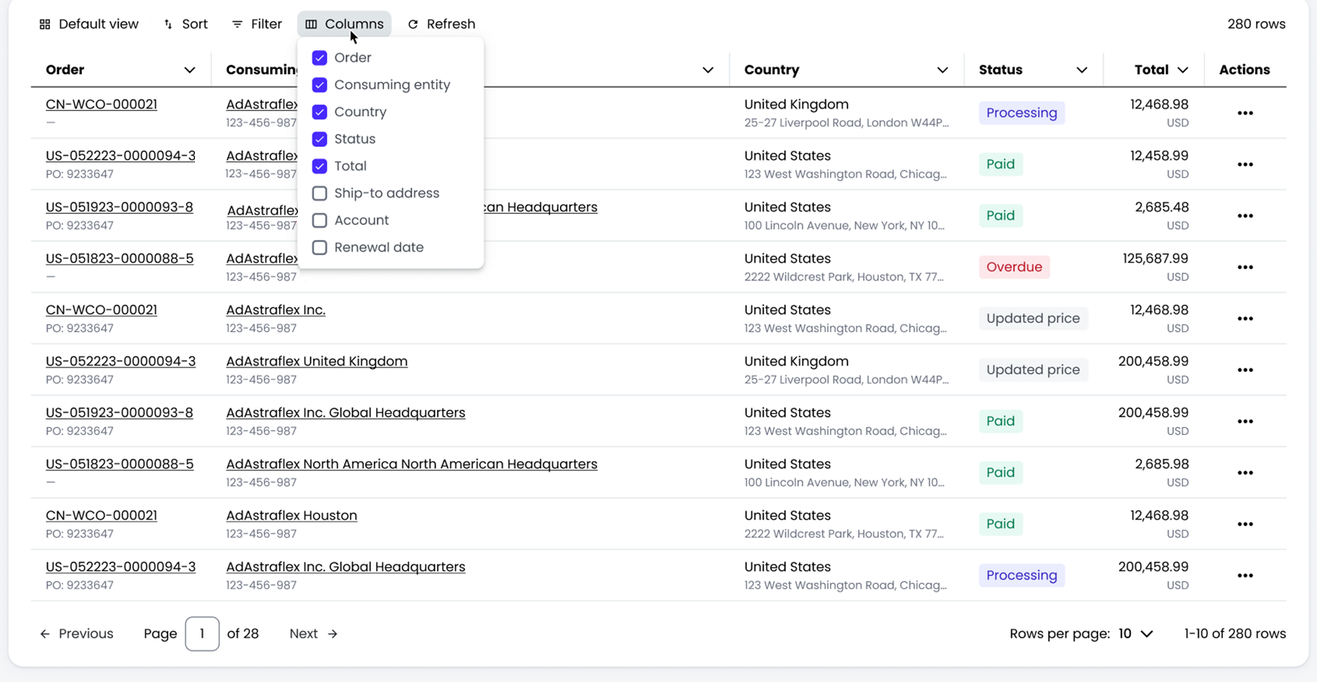 Default view Sort Filter Columns Refresh 280 rows
Order Consuming Country Status Total Actions
Order
Consuming entity
Country
Status
Total
Ship-to address
Account
Renewal date
CN-WCO-000021 AdAstraflex United Kingdom Processing 12,468.98 •••
— 123-456-987 25-27 Liverpool Road, London W44P... USD
US-052223-0000094-3 AdAstraflex United States Paid 12,458.99 •••
PO: 9233647 123-456-987 123 West Washington Road, Chicag... USD
US-051923-0000093-8 AdAstraflex can Headquarters United States Paid 2,685.48 •••
PO: 9233647 123-456-987 100 Lincoln Avenue, New York, NY 10... USD
US-051823-0000088-5 AdAstraflex United States Overdue 125,687.99 •••
— 123-456-987 2222 Wildcrest Park, Houston, TX 77... USD
CN-WCO-000021 AdAstraflex Inc. United States Updated price 12,468.98 •••
PO: 9233647 123-456-987 123 West Washington Road, Chicag... USD
US-052223-0000094-3 AdAstraflex United Kingdom United Kingdom Updated price 200,458.99 •••
PO: 9233647 123-456-987 25-27 Liverpool Road, London W44P... USD
US-051923-0000093-8 AdAstraflex Inc. Global Headquarters United States Paid 200,458.99 •••
PO: 9233647 123-456-987 123 West Washington Road, Chicag... USD
US-051823-0000088-5 AdAstraflex North America North American Headquarters United States Paid 2,685.98 •••
— 123-456-987 100 Lincoln Avenue, New York, NY 10... USD
CN-WCO-000021 AdAstraflex Houston United States Paid 12,468.98 •••
PO: 9233647 123-456-987 2222 Wildcrest Park, Houston, TX 77... USD
US-052223-0000094-3 AdAstraflex Inc. Global Headquarters United States Processing 200,458.99 •••
PO: 9233647 123-456-987 123 West Washington Road, Chicag... USD
← Previous Page 1 of 28 Next → Rows per page: 10 1-10 of 280 rows